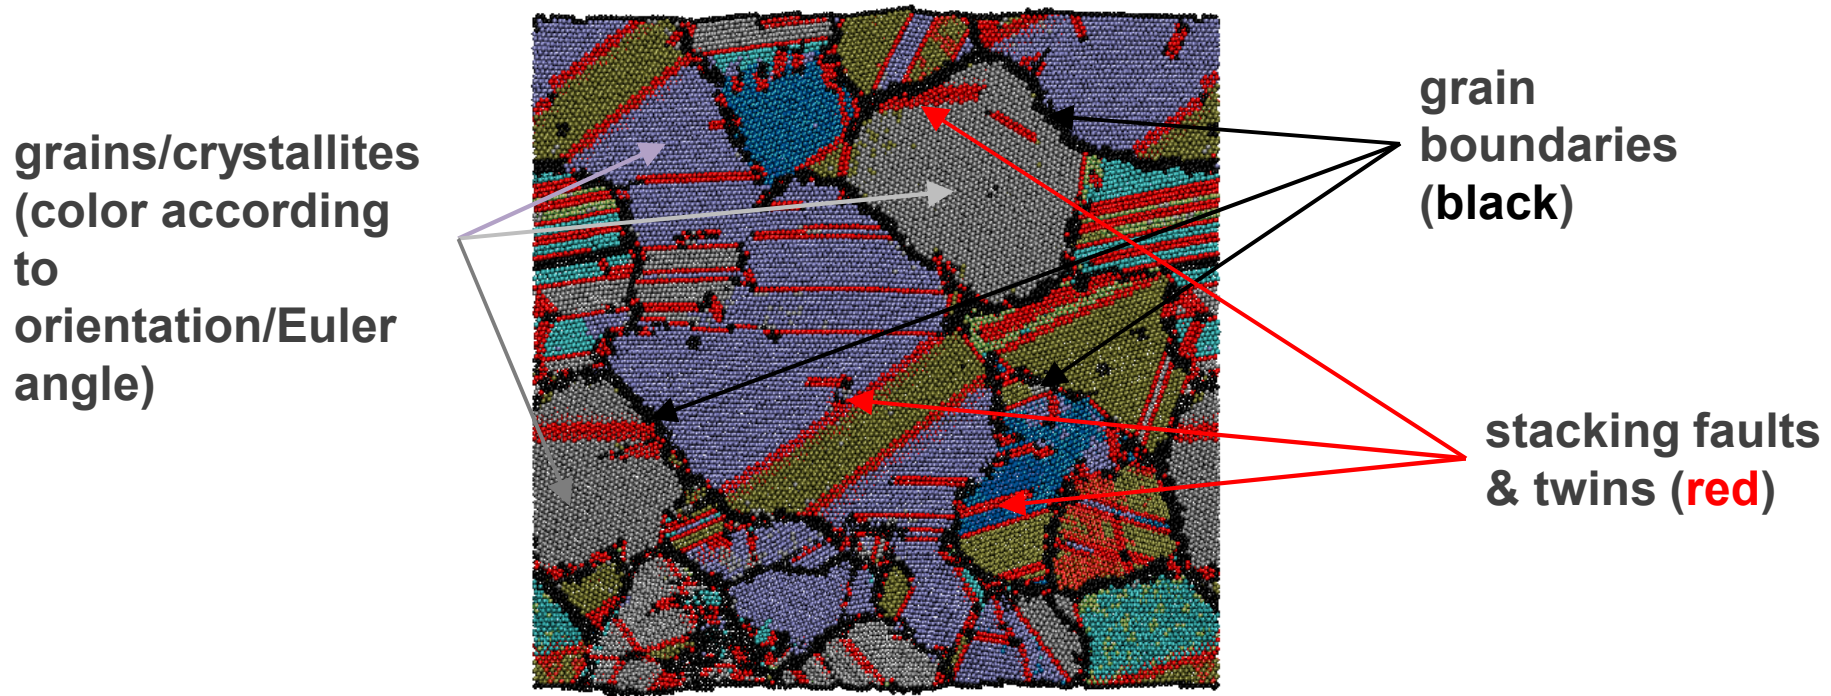 grains/crystallites
(color according
to
orientation/Euler
angle)
grain
boundaries
(black)
stacking faults
& twins (red)